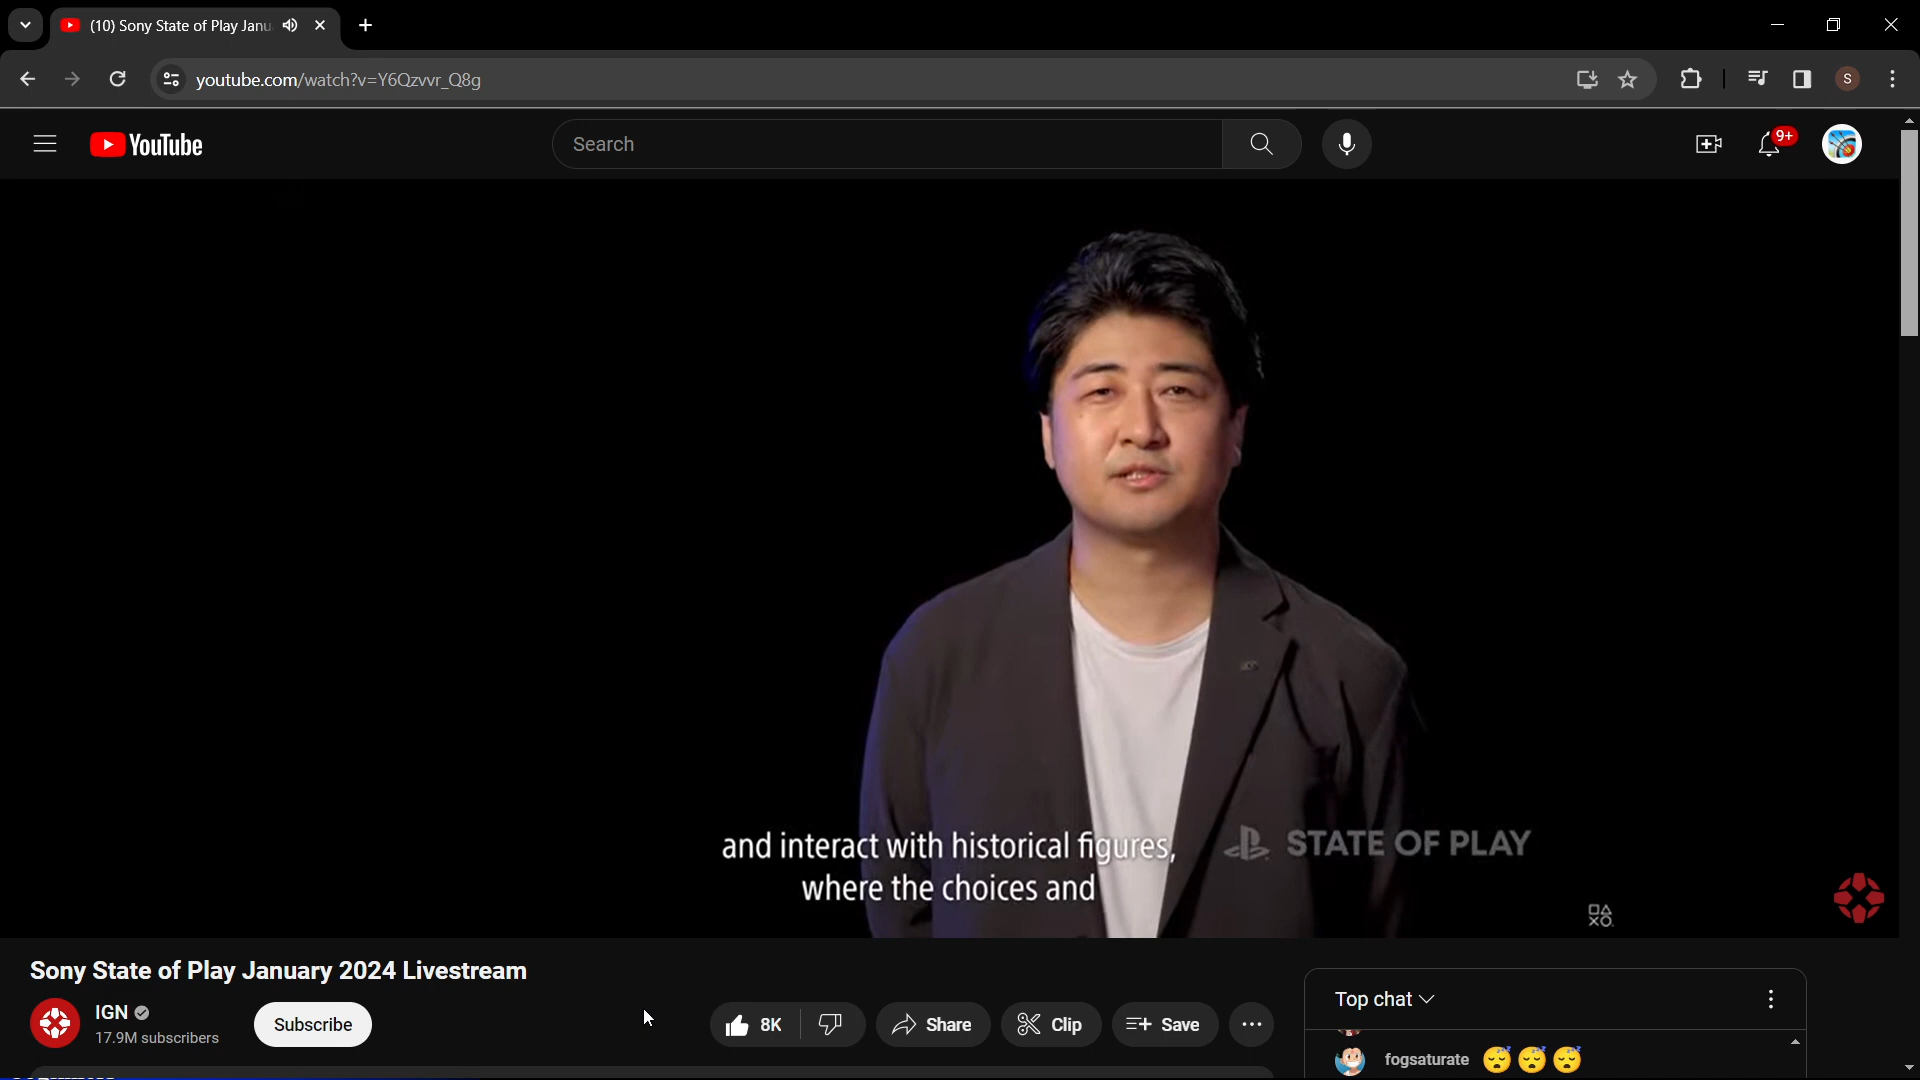 (10) Sony State of Play Janu
youtube.com/watch?v=Y6Qzvvr_Q8g
S
YouTube
Search
9+
and interact with historical figures,
where the choices and
STATE OF PLAY
Sony State of Play January 2024 Livestream
IGN
17.9M subscribers
Subscribe
8K
Share
Clip
Save
Top chat
fogsaturate 😴😴😴